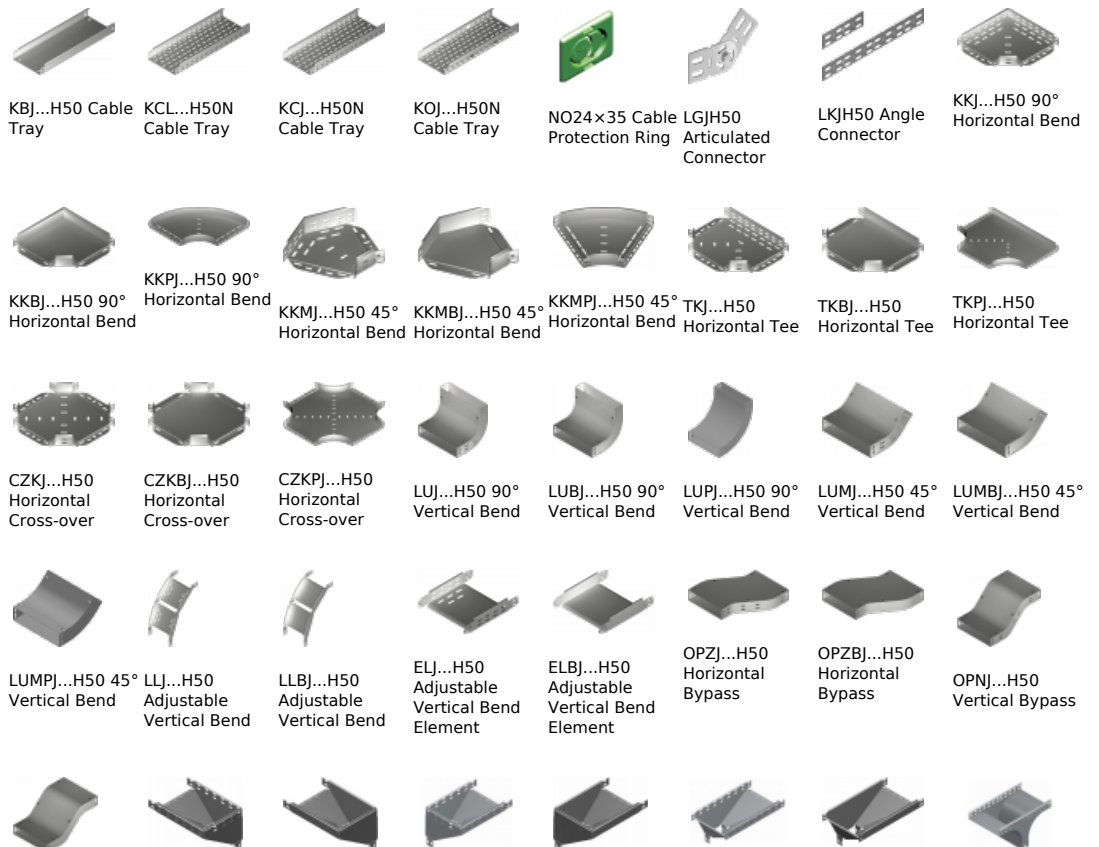 KBJ...H50 Cable
Tray
KCL...H50N
Cable Tray
KCJ...H50N
Cable Tray
KOJ...H50N
Cable Tray
NO24×35 Cable
Protection Ring
LGJH50
Articulated
Connector
LKJH50 Angle
Connector
KKJ...H50 90°
Horizontal Bend
KKBJ...H50 90°
Horizontal Bend
KKPJ...H50 90°
Horizontal Bend
KKMJ...H50 45°
Horizontal Bend
KKMBJ...H50 45°
Horizontal Bend
KKMPJ...H50 45°
Horizontal Bend
TKJ...H50
Horizontal Tee
TKBJ...H50
Horizontal Tee
TKPJ...H50
Horizontal Tee
CZKJ...H50
Horizontal
Cross-over
CZKBJ...H50
Horizontal
Cross-over
CZKPJ...H50
Horizontal
Cross-over
LUJ...H50 90°
Vertical Bend
LUBJ...H50 90°
Vertical Bend
LUPJ...H50 90°
Vertical Bend
LUMJ...H50 45°
Vertical Bend
LUMBJ...H50 45°
Vertical Bend
LUMPJ...H50 45°
Vertical Bend
LLJ...H50
Adjustable
Vertical Bend
LLBJ...H50
Adjustable
Vertical Bend
ELJ...H50
Adjustable
Vertical Bend
Element
ELBJ...H50
Adjustable
Vertical Bend
Element
OPZJ...H50
Horizontal
Bypass
OPZBJ...H50
Horizontal
Bypass
OPNJ...H50
Vertical Bypass